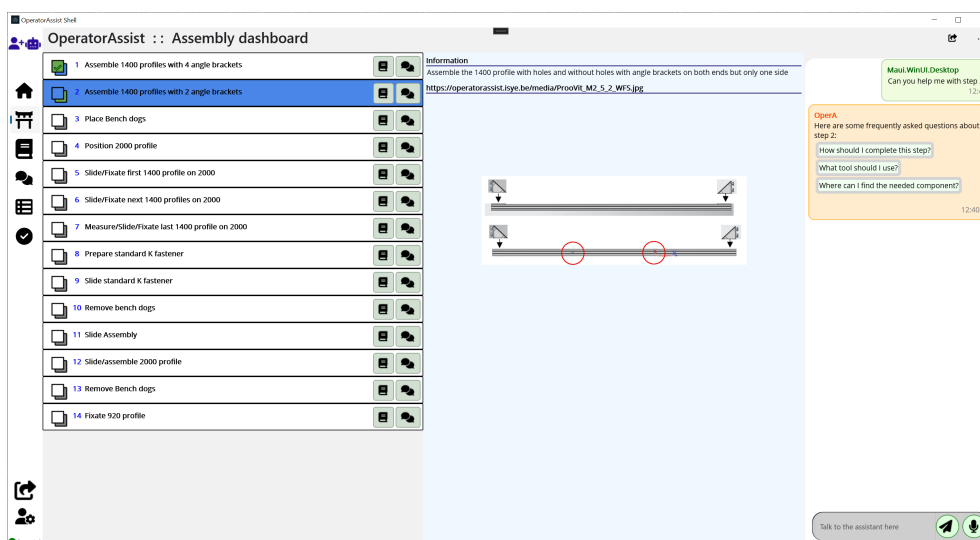 OperatorAssist Shell
OperatorAssist :: Assembly dashboard
1 Assemble 1400 profiles with 4 angle brackets
2 Assemble 1400 profiles with 2 angle brackets
3 Place Bench dogs
4 Position 2000 profile
5 Slide/Fixate first 1400 profile on 2000
6 Slide/Fixate next 1400 profiles on 2000
7 Measure/Slide/Fixate last 1400 profile on 2000
8 Prepare standard K fastener
9 Slide standard K fastener
10 Remove bench dogs
11 Slide Assembly
12 Slide/assemble 2000 profile
13 Remove Bench dogs
14 Fixate 920 profile
Information
Assemble the 1400 profile with holes and without holes with angle brackets on both ends but only one side
https://operatorassist.isye.be/media/ProoVit_M2_5_2_WFS.jpg
Maui.WinUI.Desktop
Can you help me with step
OperA
Here are some frequently asked questions about
step 2:
How should I complete this step?
What tool should I use?
Where can I find the needed component?
12:40
Talk to the assistant here